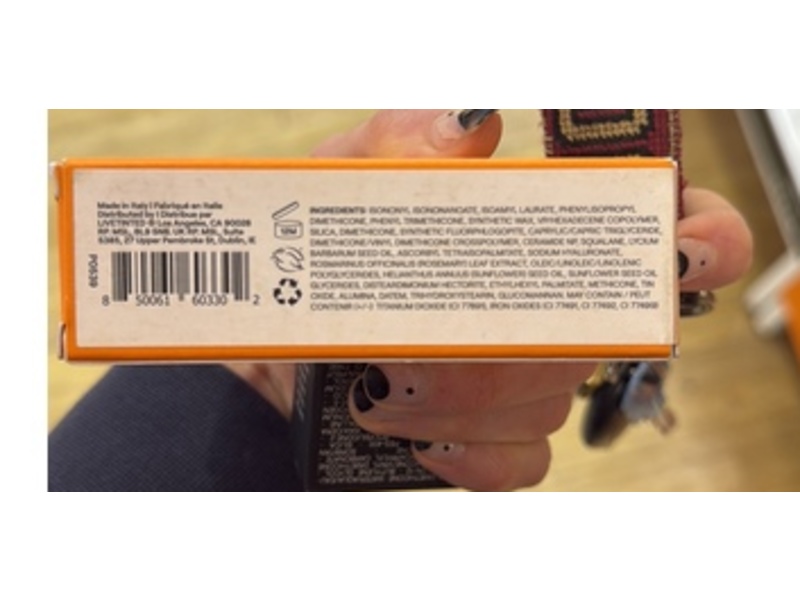 Made in Italy | Fabriqué en Italie
Distributed by | Distribue par
LIVETINTED® Los Angeles, CA 90028
RP: MSL, BL9 5NB, UK RP: MSL, Suite
5385, 27 Upper Pembroke St, Dublin, IE
P0539
8 50061 60330 2
12M
INGREDIENTS: ISONONYL ISONONANOATE, ISOAMYL LAURATE, PHENYLISOPROPYL
DIMETHICONE, PHENYL TRIMETHICONE, SYNTHETIC WAX, VP/HEXADECENE COPOLYMER,
SILICA, DIMETHICONE, SYNTHETIC FLUORPHLOGOPITE, CAPRYLIC/CAPRIC TRIGLYCERIDE,
DIMETHICONE/VINYL DIMETHICONE CROSSPOLYMER, CERAMIDE NP, SQUALANE, LYCIUM
BARBARUM SEED OIL, ASCORBYL TETRAISOPALMITATE, SODIUM HYALURONATE,
ROSMARINUS OFFICINALIS (ROSEMARY) LEAF EXTRACT, OLEIC/LINOLEIC/LINOLENIC
POLYGLYCERIDES, HELIANTHUS ANNUUS (SUNFLOWER) SEED OIL, SUNFLOWER SEED OIL
GLYCERIDES, DISTEARDIMONIUM HECTORITE, ETHYLHEXYL PALMITATE, METHICONE, TIN
OXIDE, ALUMINA, DATEM, TRIHYDROXYSTEARIN, GLUCOMANNAN. MAY CONTAIN / PEUT
CONTENIR (+/-): TITANIUM DIOXIDE (CI 77891), IRON OXIDES (CI 77491, CI 77492, CI 77499)